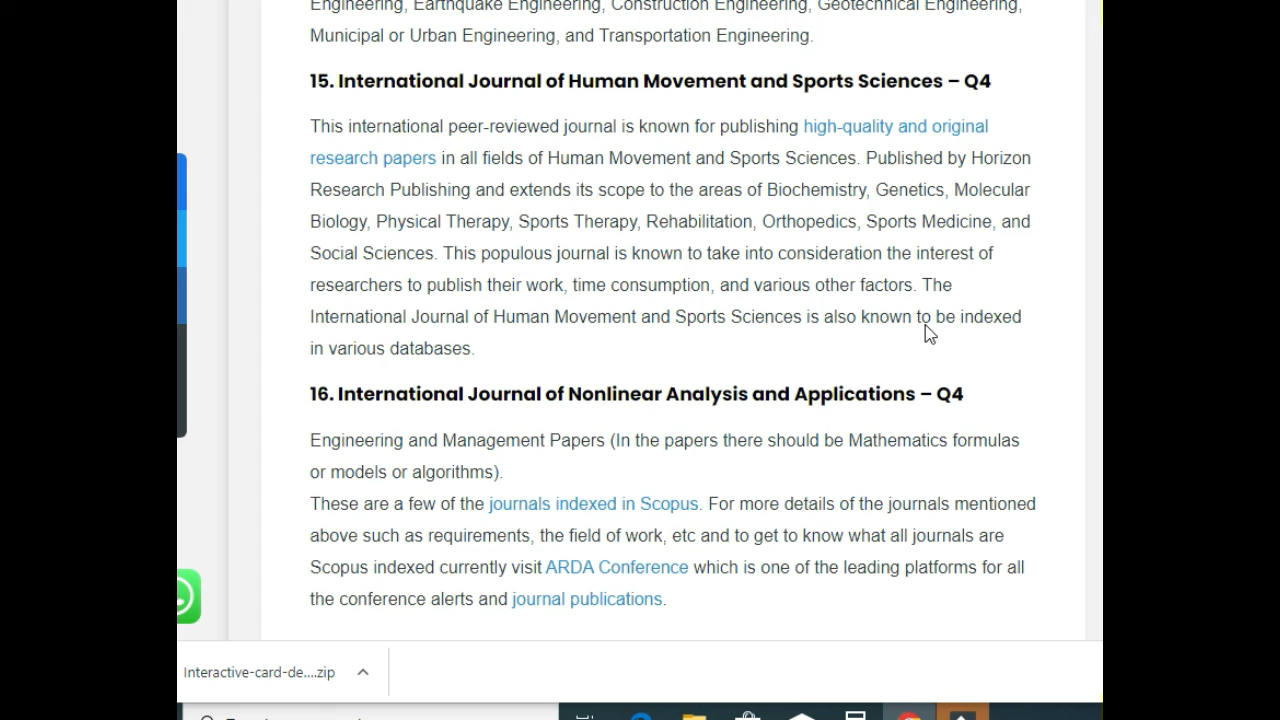 Engineering, Earthquake Engineering, Construction Engineering, Geotechnical Engineering,
Municipal or Urban Engineering, and Transportation Engineering.
15. International Journal of Human Movement and Sports Sciences – Q4
This international peer-reviewed journal is known for publishing high-quality and original
research papers in all fields of Human Movement and Sports Sciences. Published by Horizon
Research Publishing and extends its scope to the areas of Biochemistry, Genetics, Molecular
Biology, Physical Therapy, Sports Therapy, Rehabilitation, Orthopedics, Sports Medicine, and
Social Sciences. This populous journal is known to take into consideration the interest of
researchers to publish their work, time consumption, and various other factors. The
International Journal of Human Movement and Sports Sciences is also known to be indexed
in various databases.
16. International Journal of Nonlinear Analysis and Applications – Q4
Engineering and Management Papers (In the papers there should be Mathematics formulas
or models or algorithms).
These are a few of the journals indexed in Scopus. For more details of the journals mentioned
above such as requirements, the field of work, etc and to get to know what all journals are
Scopus indexed currently visit ARDA Conference which is one of the leading platforms for all
the conference alerts and journal publications.
Interactive-card-de....zip